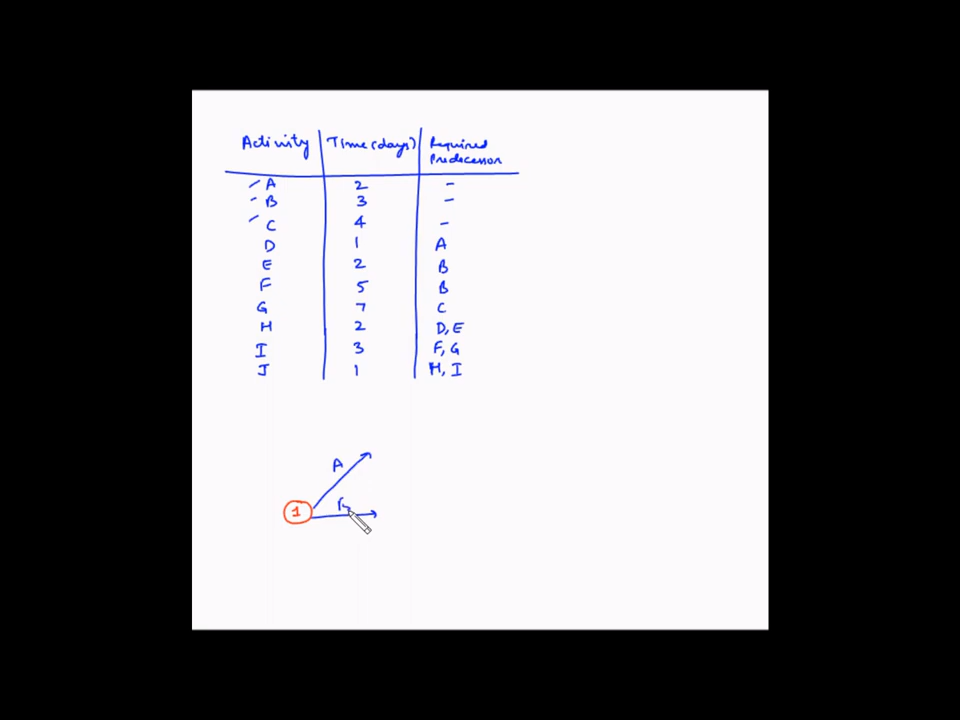 Activity Time (days) Required Predecessor
A 2 -
B 3 -
C 4 -
D 1 A
E 2 B
F 5 B
G 7 C
H 2 D, E
I 3 F, G
J 1 H, I
A
1